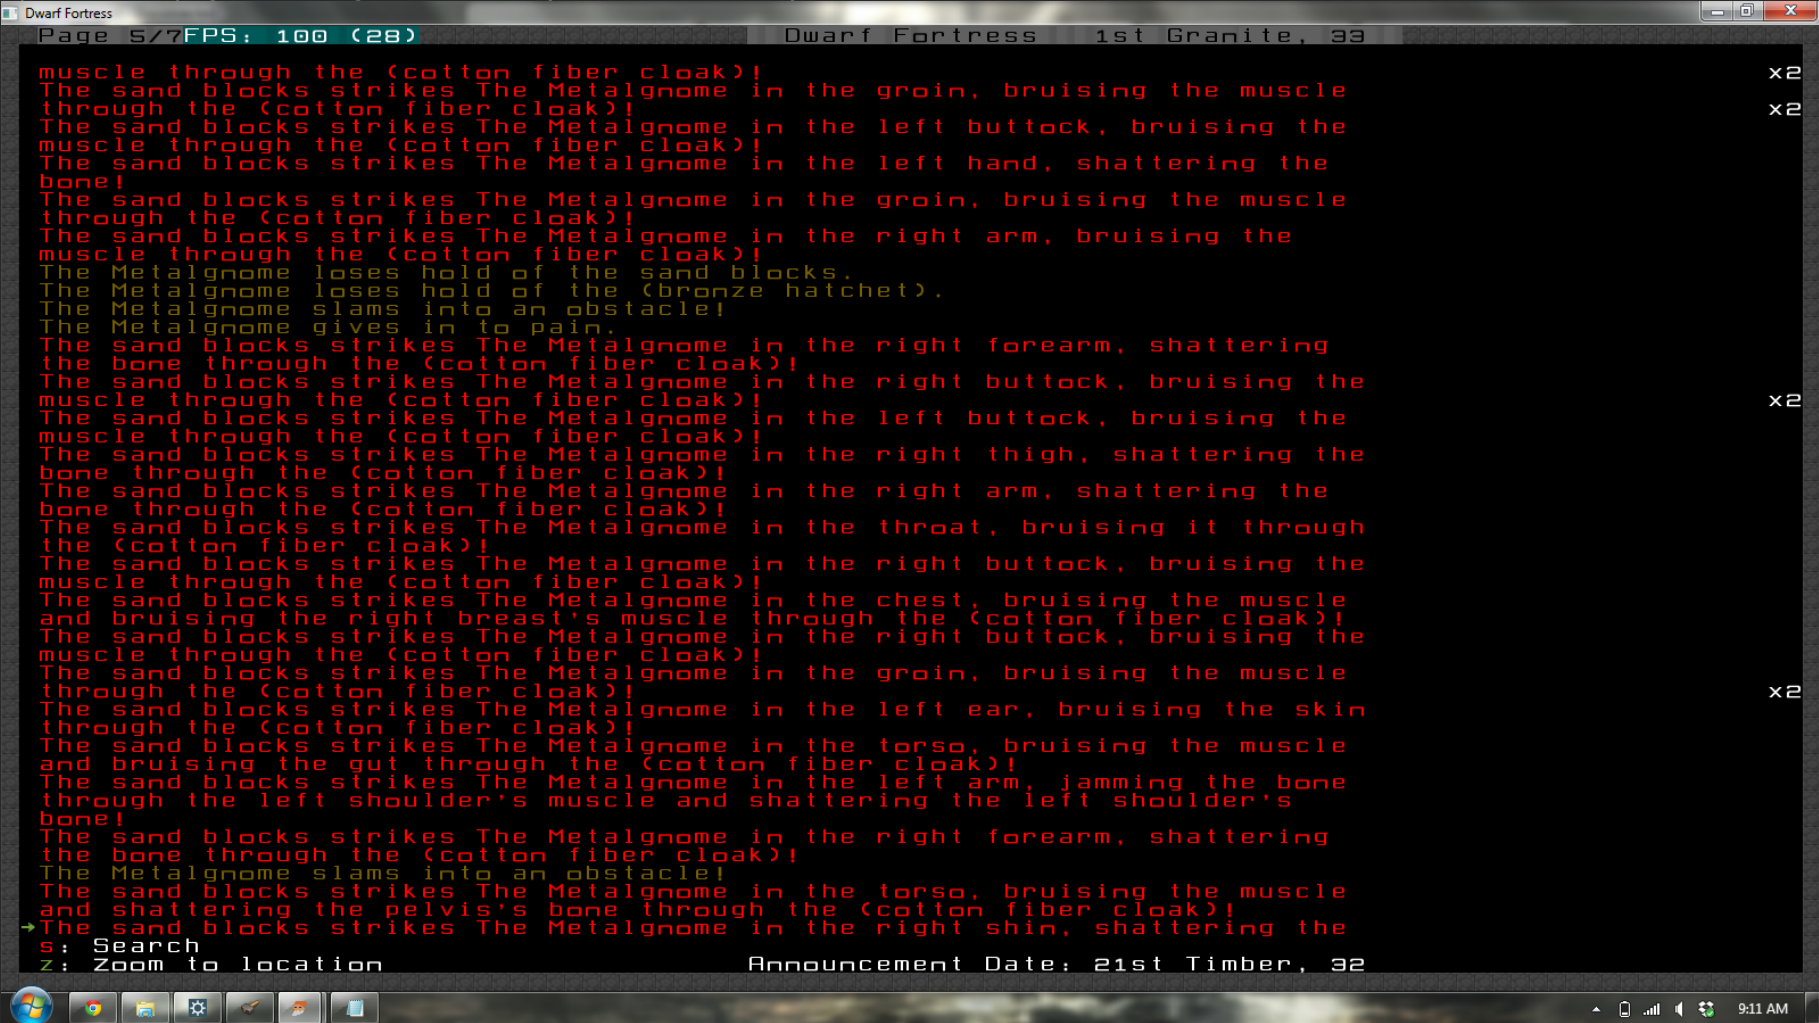 Dwarf Fortress
Page 5/7 FPS: 100 (28) Dwarf Fortress 1st Granite, 33
muscle through the (cotton fiber cloak)! x2
The sand blocks strikes The Metalgnome in the groin, bruising the muscle
through the (cotton fiber cloak)! x2
The sand blocks strikes The Metalgnome in the left buttock, bruising the
muscle through the (cotton fiber cloak)!
The sand blocks strikes The Metalgnome in the left hand, shattering the
bone!
The sand blocks strikes The Metalgnome in the groin, bruising the muscle
through the (cotton fiber cloak)!
The sand blocks strikes The Metalgnome in the right arm, bruising the
muscle through the (cotton fiber cloak)!
The Metalgnome loses hold of the sand blocks.
The Metalgnome loses hold of the (bronze hatchet).
The Metalgnome slams into an obstacle!
The Metalgnome gives in to pain.
The sand blocks strikes The Metalgnome in the right forearm, shattering
the bone through the (cotton fiber cloak)!
The sand blocks strikes The Metalgnome in the right buttock, bruising the
muscle through the (cotton fiber cloak)! x2
The sand blocks strikes The Metalgnome in the left buttock, bruising the
muscle through the (cotton fiber cloak)!
The sand blocks strikes The Metalgnome in the right thigh, shattering the
bone through the (cotton fiber cloak)!
The sand blocks strikes The Metalgnome in the right arm, shattering the
bone through the (cotton fiber cloak)!
The sand blocks strikes The Metalgnome in the throat, bruising it through
the (cotton fiber cloak)!
The sand blocks strikes The Metalgnome in the right buttock, bruising the
muscle through the (cotton fiber cloak)!
The sand blocks strikes The Metalgnome in the chest, bruising the muscle
and bruising the right breast's muscle through the (cotton fiber cloak)!
The sand blocks strikes The Metalgnome in the right buttock, bruising the
muscle through the (cotton fiber cloak)!
The sand blocks strikes The Metalgnome in the groin, bruising the muscle
through the (cotton fiber cloak)! x2
The sand blocks strikes The Metalgnome in the left ear, bruising the skin
through the (cotton fiber cloak)!
The sand blocks strikes The Metalgnome in the torso, bruising the muscle
and bruising the gut through the (cotton fiber cloak)!
The sand blocks strikes The Metalgnome in the left arm, jamming the bone
through the left shoulder's muscle and shattering the left shoulder's
bone!
The sand blocks strikes The Metalgnome in the right forearm, shattering
the bone through the (cotton fiber cloak)!
The Metalgnome slams into an obstacle!
The sand blocks strikes The Metalgnome in the torso, bruising the muscle
and shattering the pelvis's bone through the (cotton fiber cloak)!
The sand blocks strikes The Metalgnome in the right shin, shattering the
s: Search
z: Zoom to location Announcement Date: 21st Timber, 32
9:11 AM